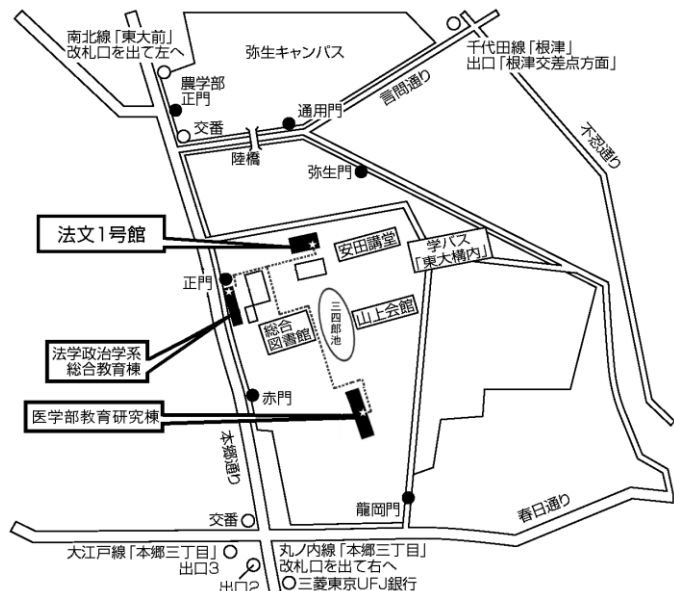 南北線「東大前」
改札口を出て左へ
弥生キャンパス
千代田線「根津」
出口「根津交差点方面」
農学部
正門
通用門
言問通り
交番
陸橋
弥生門
不忍通り
法文1号館
安田講堂
学バス
「東大構内」
正門
三四郎池
山上会館
総合
図書館
法学政治学系
総合教育棟
赤門
医学部教育研究棟
本郷通り
龍岡門
春日通り
交番
大江戸線「本郷三丁目」
出口3
出口2
丸ノ内線「本郷三丁目」
改札口を出て右へ
三菱東京UFJ銀行